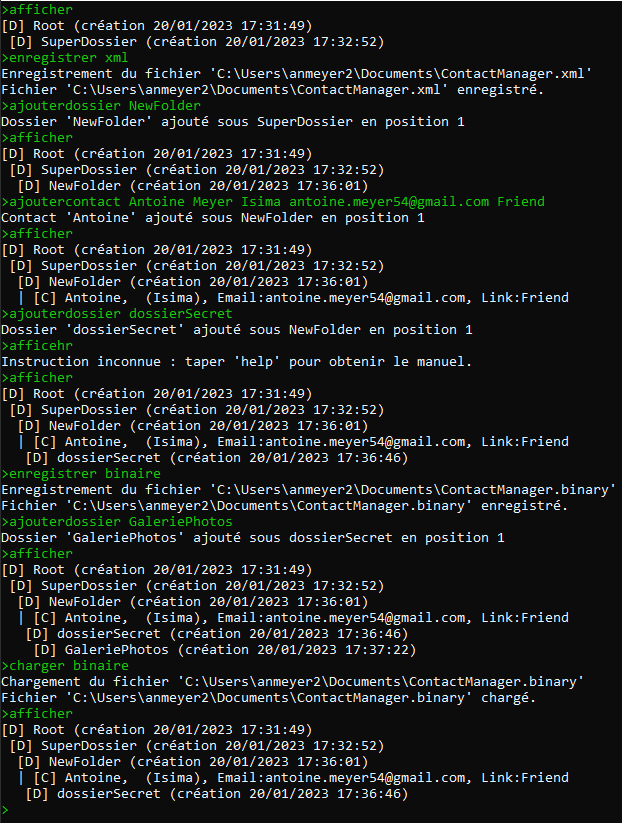 >afficher
[D] Root (création 20/01/2023 17:31:49)
 [D] SuperDossier (création 20/01/2023 17:32:52)
>enregistrer xml
Enregistrement du fichier 'C:\Users\anmeyer2\Documents\ContactManager.xml'
Fichier 'C:\Users\anmeyer2\Documents\ContactManager.xml' enregistré.
>ajouterdossier NewFolder
Dossier 'NewFolder' ajouté sous SuperDossier en position 1
>afficher
[D] Root (création 20/01/2023 17:31:49)
 [D] SuperDossier (création 20/01/2023 17:32:52)
  [D] NewFolder (création 20/01/2023 17:36:01)
>ajoutercontact Antoine Meyer Isima antoine.meyer54@gmail.com Friend
Contact 'Antoine' ajouté sous NewFolder en position 1
>afficher
[D] Root (création 20/01/2023 17:31:49)
 [D] SuperDossier (création 20/01/2023 17:32:52)
  [D] NewFolder (création 20/01/2023 17:36:01)
  | [C] Antoine,  (Isima), Email:antoine.meyer54@gmail.com, Link:Friend
>ajouterdossier dossierSecret
Dossier 'dossierSecret' ajouté sous NewFolder en position 1
>afficehr
Instruction inconnue : taper 'help' pour obtenir le manuel.
>afficher
[D] Root (création 20/01/2023 17:31:49)
 [D] SuperDossier (création 20/01/2023 17:32:52)
  [D] NewFolder (création 20/01/2023 17:36:01)
  | [C] Antoine,  (Isima), Email:antoine.meyer54@gmail.com, Link:Friend
   [D] dossierSecret (création 20/01/2023 17:36:46)
>enregistrer binaire
Enregistrement du fichier 'C:\Users\anmeyer2\Documents\ContactManager.binary'
Fichier 'C:\Users\anmeyer2\Documents\ContactManager.binary' enregistré.
>ajouterdossier GaleriePhotos
Dossier 'GaleriePhotos' ajouté sous dossierSecret en position 1
>afficher
[D] Root (création 20/01/2023 17:31:49)
 [D] SuperDossier (création 20/01/2023 17:32:52)
  [D] NewFolder (création 20/01/2023 17:36:01)
  | [C] Antoine,  (Isima), Email:antoine.meyer54@gmail.com, Link:Friend
   [D] dossierSecret (création 20/01/2023 17:36:46)
    [D] GaleriePhotos (création 20/01/2023 17:37:22)
>charger binaire
Chargement du fichier 'C:\Users\anmeyer2\Documents\ContactManager.binary'
Fichier 'C:\Users\anmeyer2\Documents\ContactManager.binary' chargé.
>afficher
[D] Root (création 20/01/2023 17:31:49)
 [D] SuperDossier (création 20/01/2023 17:32:52)
  [D] NewFolder (création 20/01/2023 17:36:01)
  | [C] Antoine,  (Isima), Email:antoine.meyer54@gmail.com, Link:Friend
   [D] dossierSecret (création 20/01/2023 17:36:46)
>